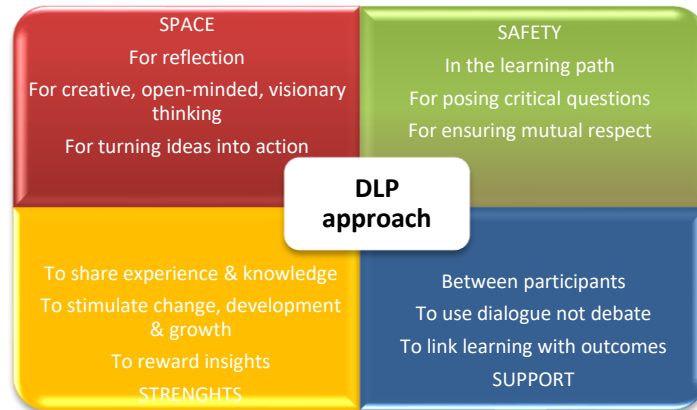 SPACE
For reflection
For creative, open-minded, visionary
thinking
For turning ideas into action
SAFETY
In the learning path
For posing critical questions
For ensuring mutual respect
DLP
approach
To share experience & knowledge
To stimulate change, development
& growth
To reward insights
STRENGHTS
Between participants
To use dialogue not debate
To link learning with outcomes
SUPPORT